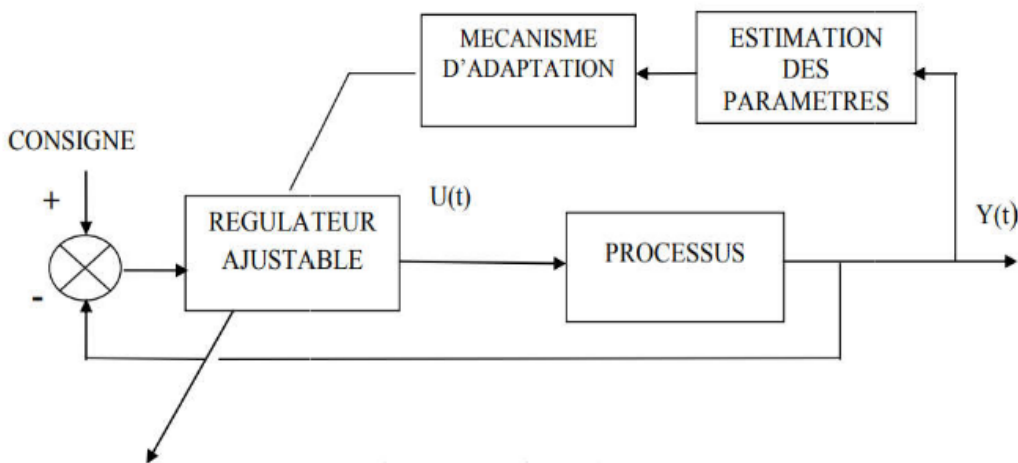 MECANISME
D'ADAPTATION
ESTIMATION
DES
PARAMETRES
CONSIGNE
+
-
REGULATEUR
AJUSTABLE
U(t)
PROCESSUS
Y(t)